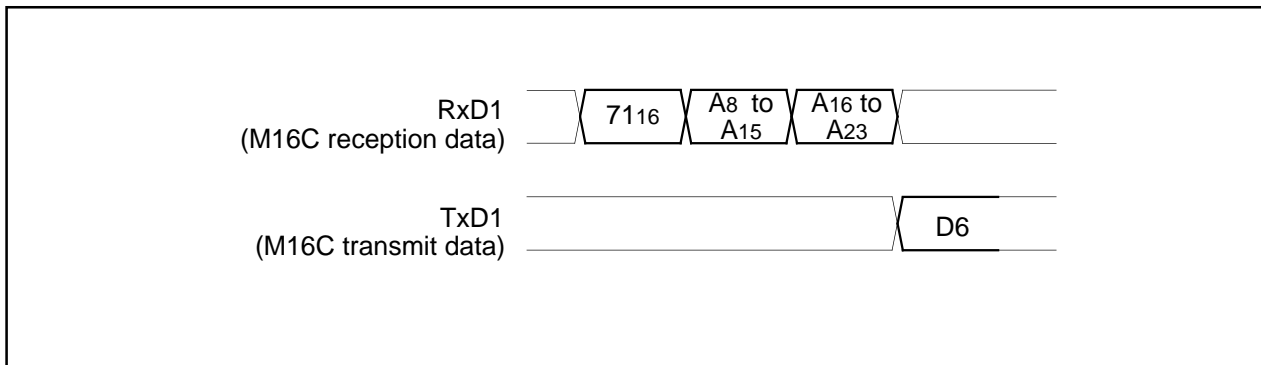 RxD1
(M16C reception data)
7116
A8 to
A15
A16 to
A23
TxD1
(M16C transmit data)
D6